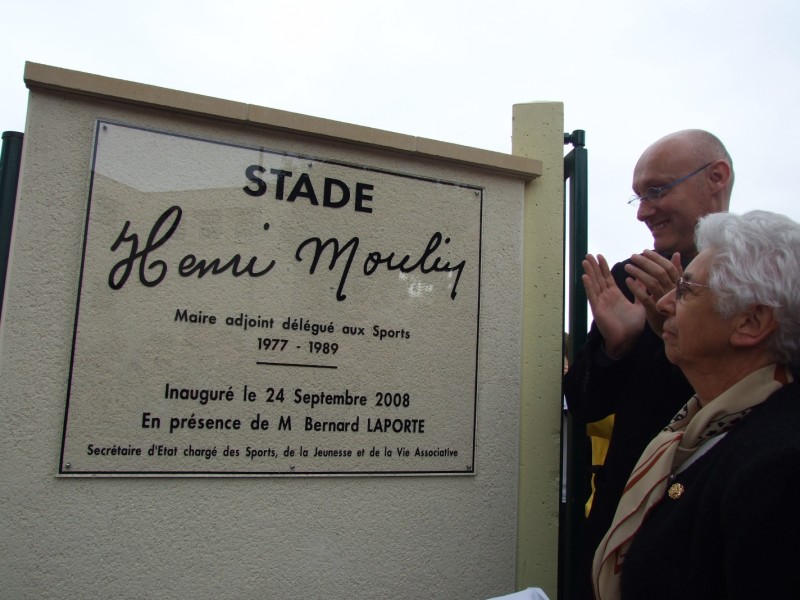 STADE
Henri Moulin
Maire adjoint délégué aux Sports
1977 - 1989
Inauguré le 24 Septembre 2008
En présence de M Bernard LAPORTE
Secrétaire d'Etat chargé des Sports, de la Jeunesse et de la Vie Associative